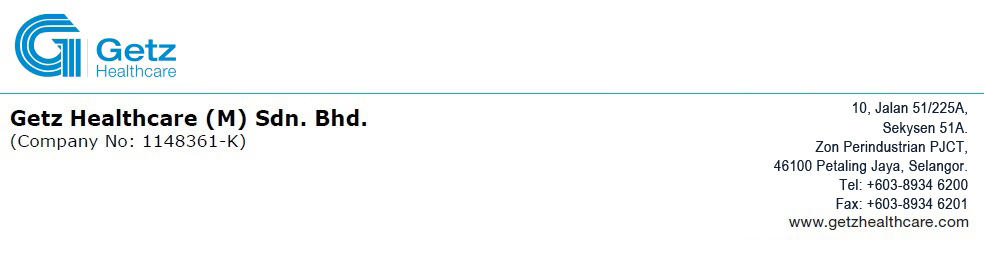 Getz
Healthcare
Getz Healthcare (M) Sdn. Bhd.
(Company No: 1148361-K)
10, Jalan 51/225A,
Sekysen 51A.
Zon Perindustrian PJCT,
46100 Petaling Jaya, Selangor.
Tel: +603-8934 6200
Fax: +603-8934 6201
www.getzhealthcare.com